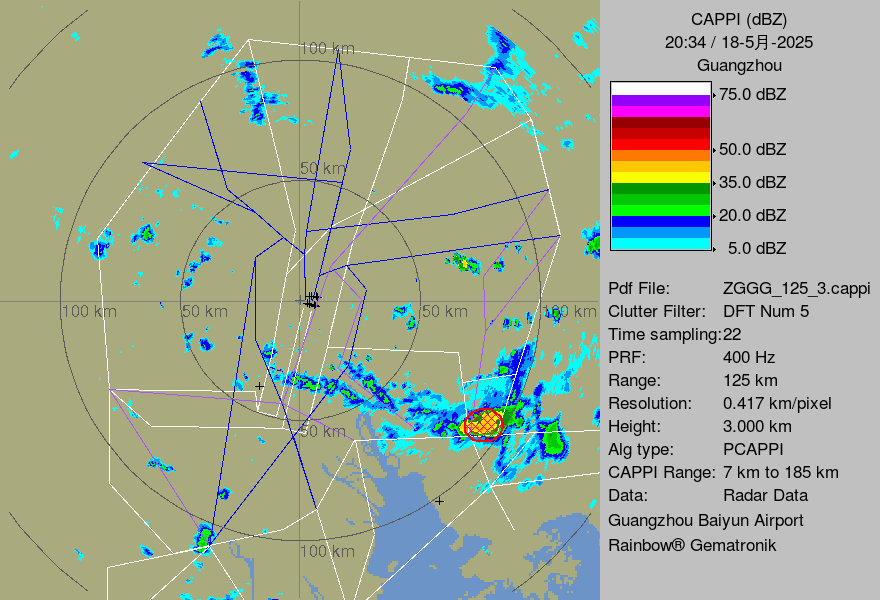 CAPPI (dBZ)
20:34 / 18-5月-2025
Guangzhou
75.0 dBZ
50.0 dBZ
35.0 dBZ
20.0 dBZ
5.0 dBZ
Pdf File: ZGGG_125_3.cappi
Clutter Filter: DFT Num 5
Time sampling:22
PRF: 400 Hz
Range: 125 km
Resolution: 0.417 km/pixel
Height: 3.000 km
Alg type: PCAPPI
CAPPI Range: 7 km to 185 km
Data: Radar Data
Guangzhou Baiyun Airport
Rainbow® Gematronik
100 km
50 km
100 km
50 km
50 km
100 km
50 km
100 km